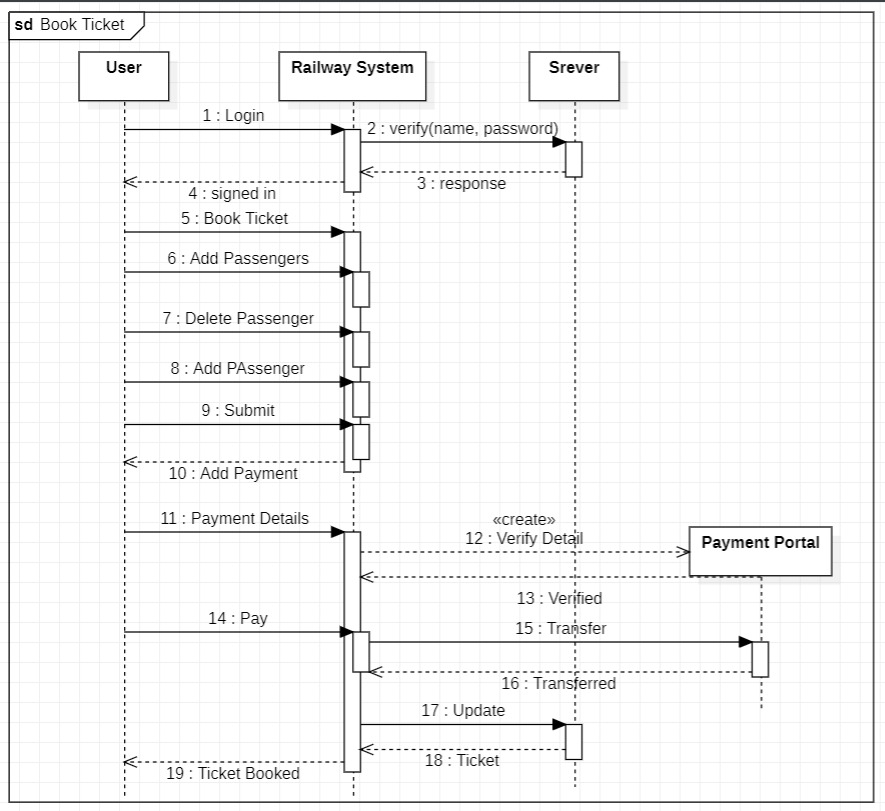 sd Book Ticket
User
Railway System
Srever
1 : Login
2 : verify(name, password)
3 : response
4 : signed in
5 : Book Ticket
6 : Add Passengers
7 : Delete Passenger
8 : Add PAssenger
9 : Submit
10 : Add Payment
11 : Payment Details
«create»
12 : Verify Detail
Payment Portal
13 : Verified
14 : Pay
15 : Transfer
16 : Transferred
17 : Update
18 : Ticket
19 : Ticket Booked